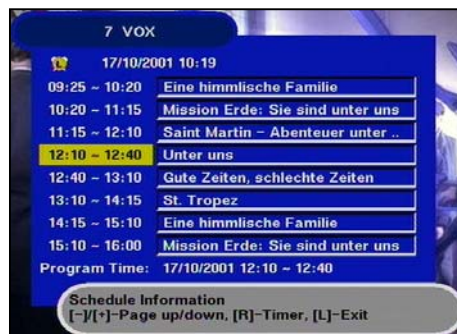 7 VOX
17/10/2001 10:19
09:25 ~ 10:20 Eine himmlische Familie
10:20 ~ 11:15 Mission Erde: Sie sind unter uns
11:15 ~ 12:10 Saint Martin - Abenteuer unter ..
12:10 ~ 12:40 Unter uns
12:40 ~ 13:10 Gute Zeiten, schlechte Zeiten
13:10 ~ 14:15 St. Tropez
14:15 ~ 15:10 Eine himmlische Familie
15:10 ~ 16:00 Mission Erde: Sie sind unter uns
Program Time: 17/10/2001 12:10 ~ 12:40
Schedule Information
[-]/[+]-Page up/down, [R]-Timer, [L]-Exit